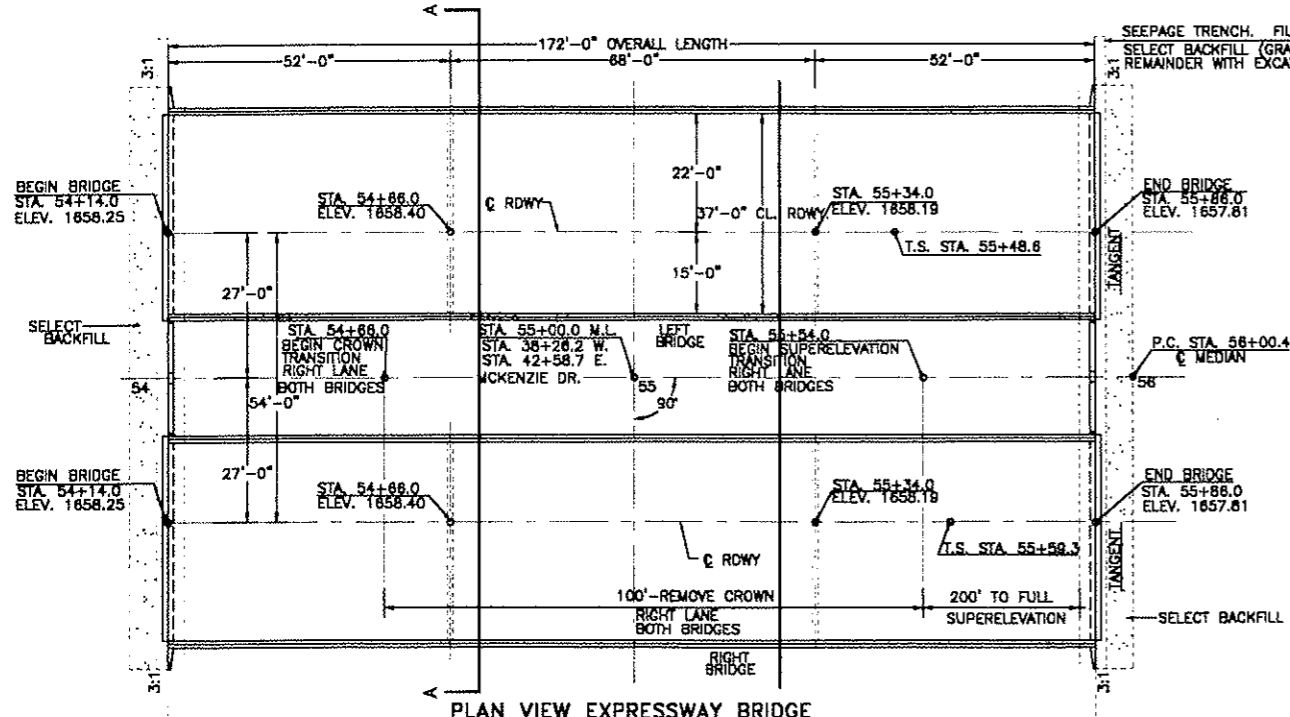 A
172'-0" OVERALL LENGTH
52'-0"
68'-0"
52'-0"
3:1
3:1
SEEPAGE TRENCH. FIL
SELECT BACKFILL (GRA
REMAINDER WITH EXCA
BEGIN BRIDGE
STA. 54+14.0
ELEV. 1658.25
STA. 54+66.0
ELEV. 1658.40
℄ RDWY
22'-0"
37'-0" CL. RDWY.
15'-0"
STA. 55+34.0
ELEV. 1658.19
T.S. STA. 55+48.6
END BRIDGE
STA. 55+86.0
ELEV. 1657.81
TANGENT
27'-0"
SELECT
BACKFILL
54
54'-0"
STA. 54+66.0
BEGIN CROWN
TRANSITION
RIGHT LANE
BOTH BRIDGES
STA. 55+00.0 M.L.
STA. 38+26.2 W.
STA. 42+58.7 E.
MCKENZIE DR.
LEFT
BRIDGE
55
90°
STA. 55+54.0
BEGIN SUPERELEVATION
TRANSITION
RIGHT LANE
BOTH BRIDGES
P.C. STA. 56+00.4
℄ MEDIAN
56
27'-0"
BEGIN BRIDGE
STA. 54+14.0
ELEV. 1658.25
STA. 54+66.0
ELEV. 1658.40
℄ RDWY
STA. 55+34.0
ELEV. 1658.19
T.S. STA. 55+59.3
END BRIDGE
STA. 55+86.0
ELEV. 1657.81
TANGENT
100'-REMOVE CROWN
RIGHT LANE
BOTH BRIDGES
200' TO FULL
SUPERELEVATION
SELECT BACKFILL
RIGHT
BRIDGE
3:1
3:1
A
PLAN VIEW EXPRESSWAY BRIDGE